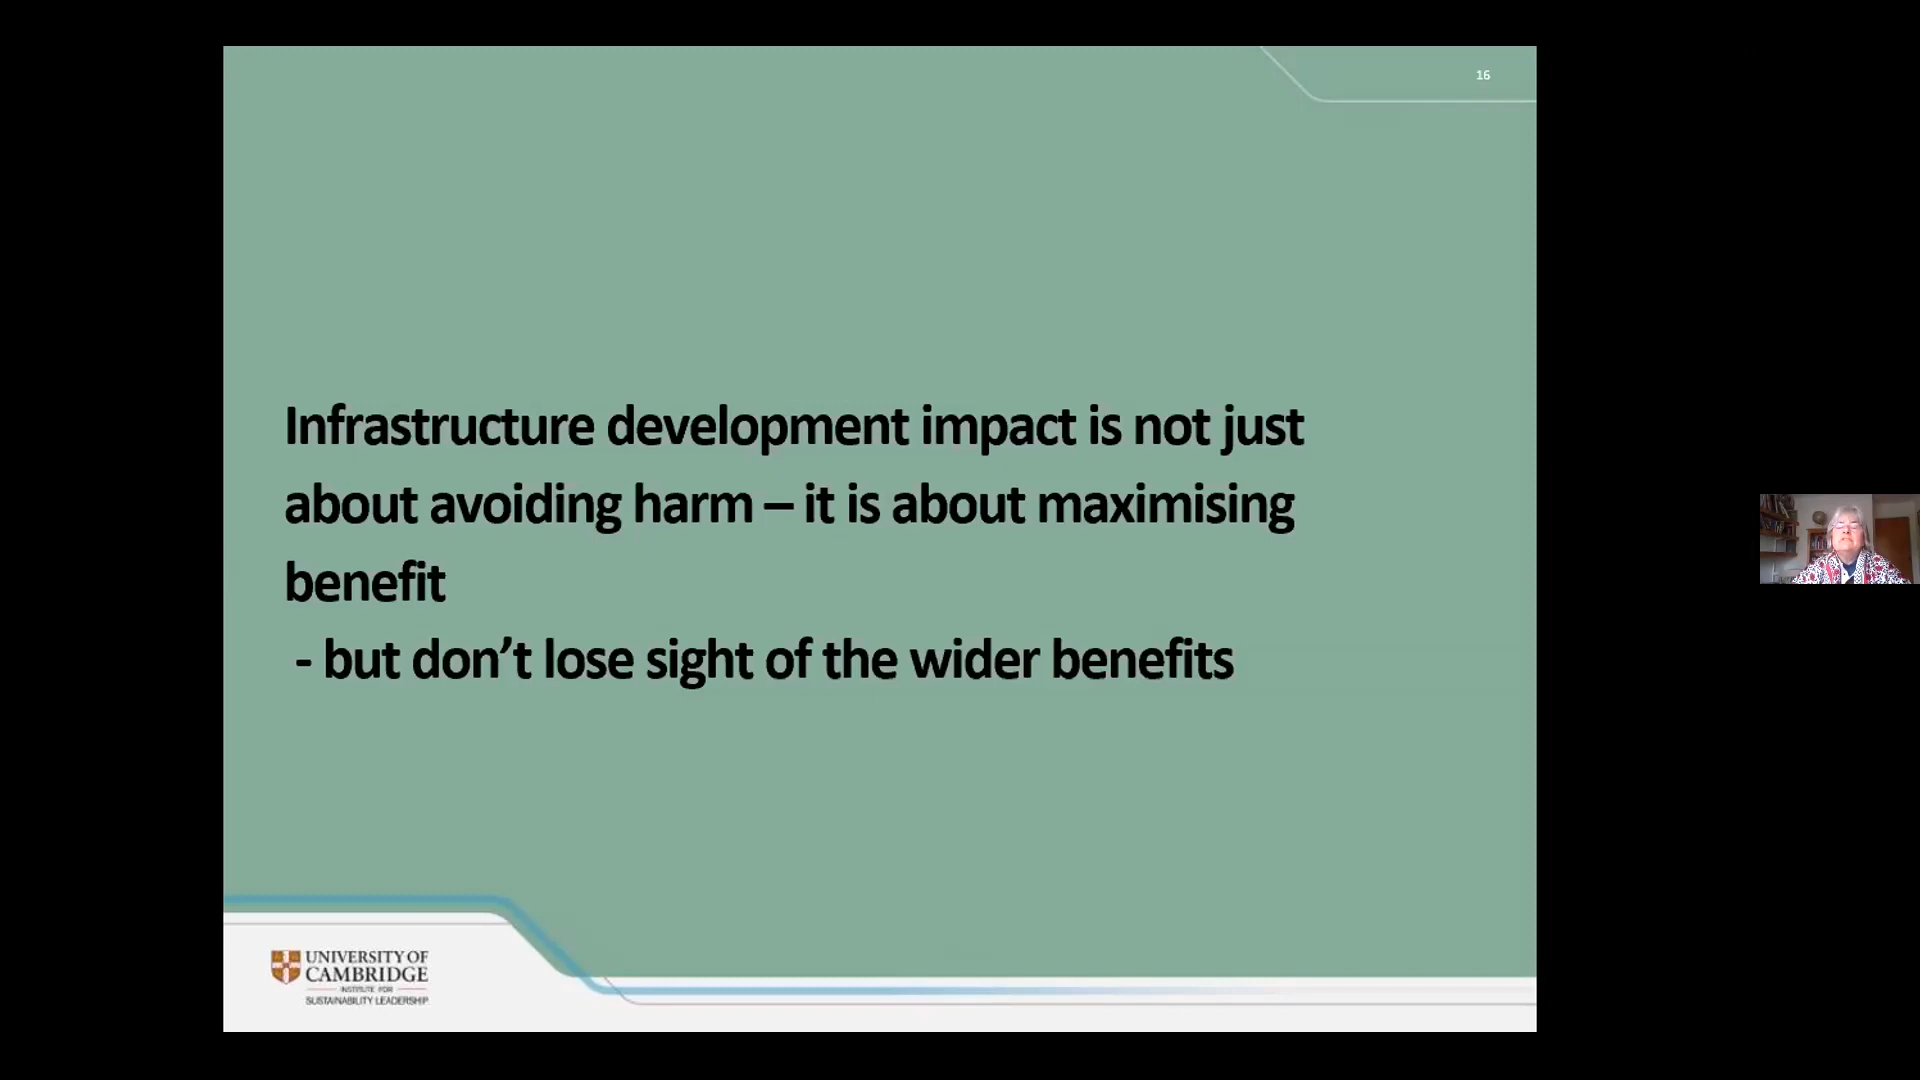 16
Infrastructure development impact is not just
about avoiding harm – it is about maximising
benefit
- but don’t lose sight of the wider benefits
UNIVERSITY OF
CAMBRIDGE
INSTITUTE FOR
SUSTAINABILITY LEADERSHIP